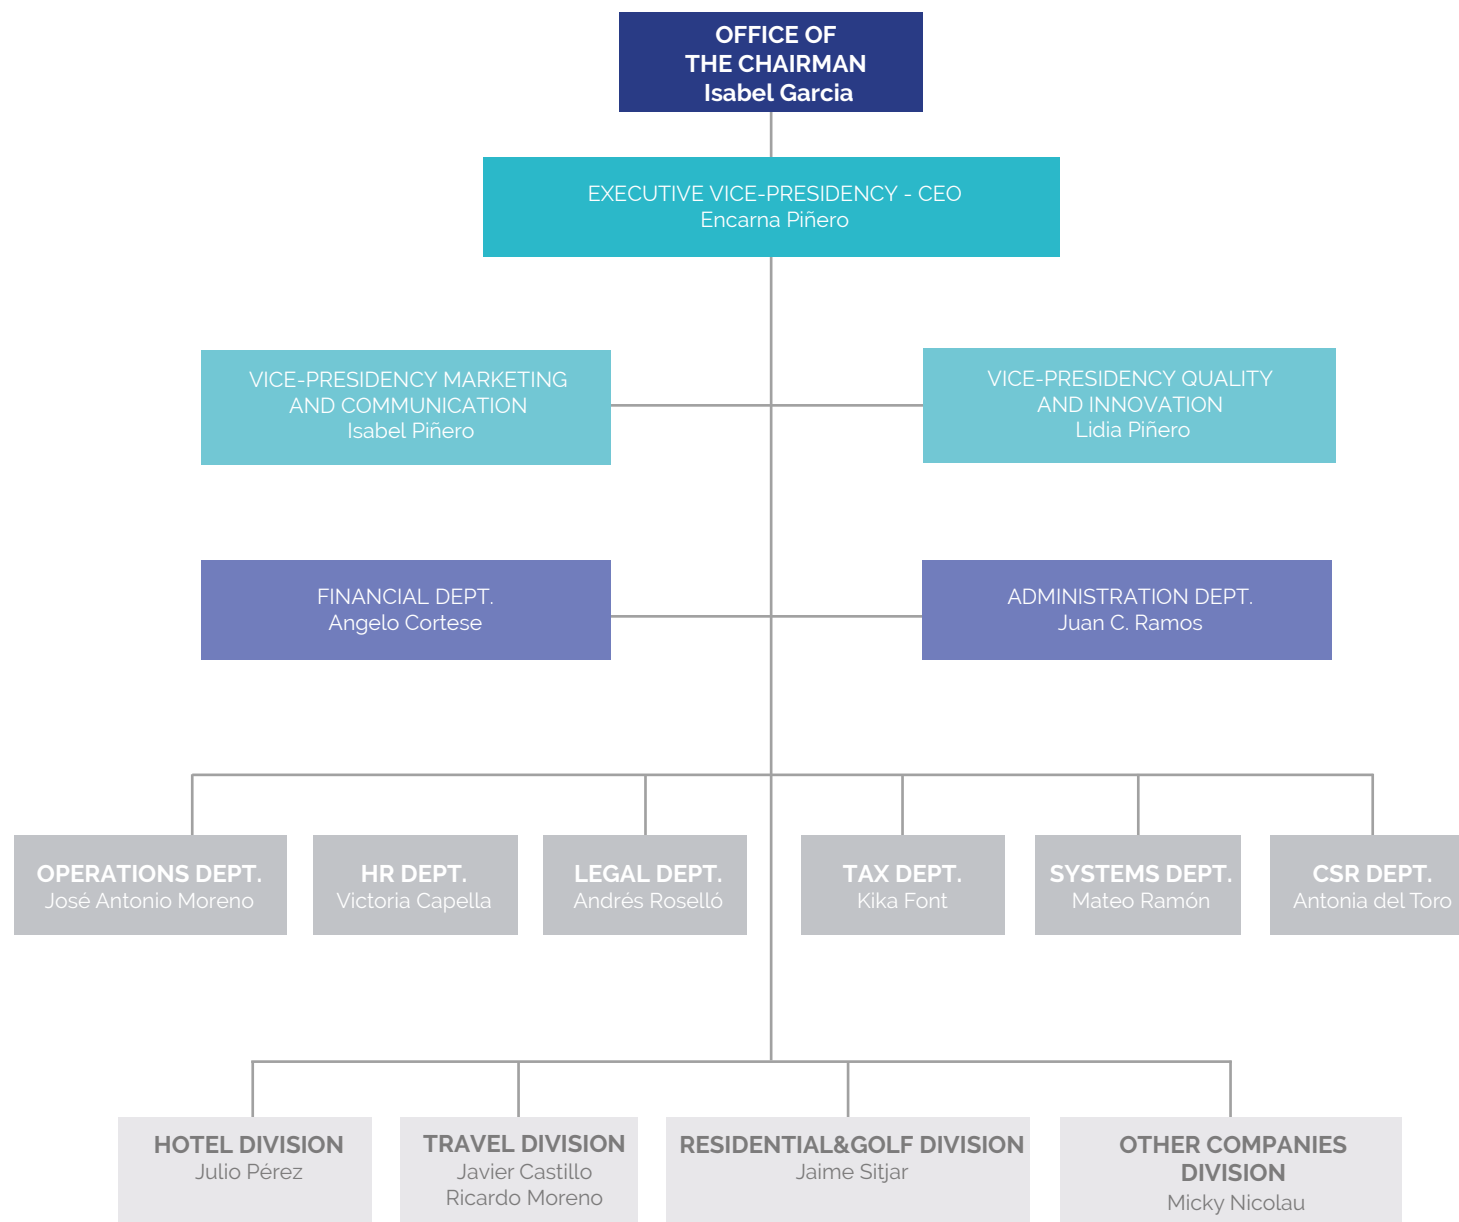 OFFICE OF
THE CHAIRMAN
Isabel Garcia
EXECUTIVE VICE-PRESIDENCY - CEO
Encarna Piñero
VICE-PRESIDENCY MARKETING
AND COMMUNICATION
Isabel Piñero
VICE-PRESIDENCY QUALITY
AND INNOVATION
Lidia Piñero
FINANCIAL DEPT.
Angelo Cortese
ADMINISTRATION DEPT.
Juan C. Ramos
OPERATIONS DEPT.
José Antonio Moreno
HR DEPT.
Victoria Capella
LEGAL DEPT.
Andrés Roselló
TAX DEPT.
Kika Font
SYSTEMS DEPT.
Mateo Ramón
CSR DEPT.
Antonia del Toro
HOTEL DIVISION
Julio Pérez
TRAVEL DIVISION
Javier Castillo
Ricardo Moreno
RESIDENTIAL&GOLF DIVISION
Jaime Sitjar
OTHER COMPANIES
DIVISION
Micky Nicolau